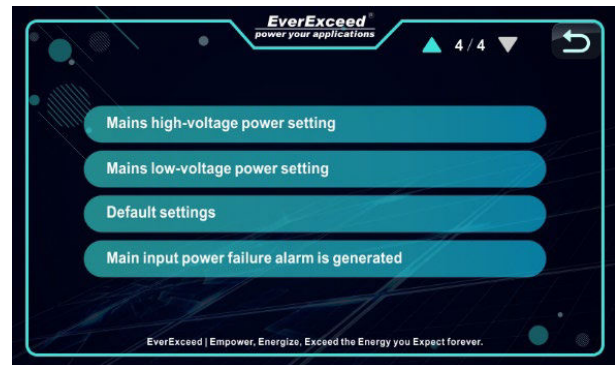 EverExceed®
power your applications
4/4
Mains high-voltage power setting
Mains low-voltage power setting
Default settings
Main input power failure alarm is generated
EverExceed | Empower, Energize, Exceed the Energy you Expect forever.